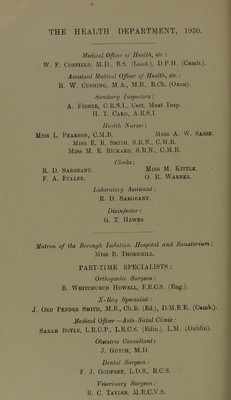 THE HEALTH DEPARTMENT, 1930.
Medical Officer of Health, etc.:
W. F. CORFIELD, M.D., B.S. (Lond.), D.P.H. (Camb.).
Assistant Medical Officer of Health, etc.:
R. W. CUSHING, M.A., M.B., B.Ch. (Oxon).
Sanitary Inspectors:
A. FISHER, C.R.S.I., Cert. Meat Insp.
H. T. CARD, A.R.S.I.
Health Nurses:
MISS L. PEARSON, C.M.B. MISS A. W.
MISS E. R. SMITH, S.R.N., C.M.B.
MISS M. E. RICKARD, S.R.N., C.M.B.
Clerks:
R. D. SARGEANT. MISS M. KITTLE.
F. A. FULLER. O. R. WARNER.
Laboratory Assistant:
R. D. SARGEANT.
Disinfector:
G. T. HEWES.
Matron of the Borough Isolation Hospital and Sanatorium:
MISS B. THORNHILL.
PART-TIME SPECIALISTS:
Orthopædic Surgeon:
B. WHITCHURCH HOWELL, F.R.C.S. (Eng.).
X-Ray Specialist:
J. ORD PENDER SMITH, M.B., Ch.B. (Ed.), D.M.R.E. (Camb.).
Medical Officer—Ante-Natal Clinic:
SARAH BOYLE, L.R.C.P., L.R.C.S. (Edin.), L.M. (Dublin).
Obstetric Consultant:
J. GUTCH, M.D.
Dental Surgeon:
F. J. GODFREY, L.D.S., R.C.S.
Veterinary Surgeon:
R. C. TAYLER, M.R.C.V.S.